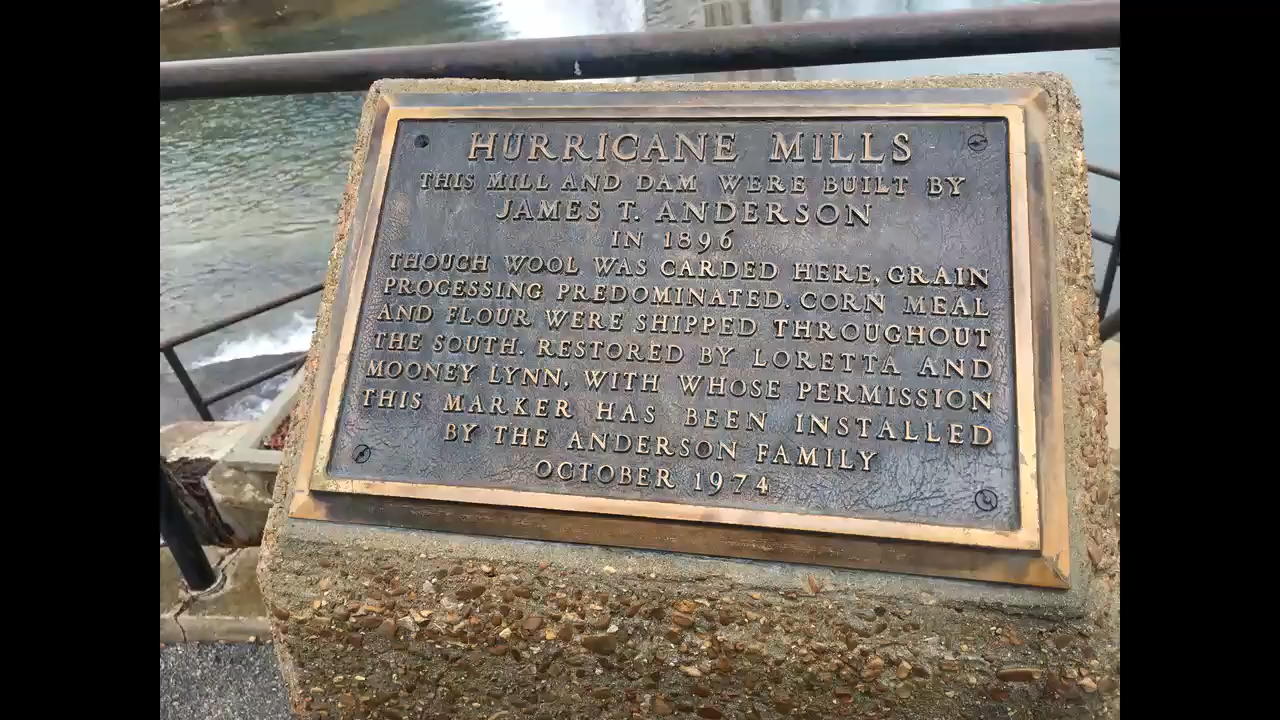 HURRICANE MILLS
THIS MILL AND DAM WERE BUILT BY
JAMES T. ANDERSON
IN 1896
THOUGH WOOL WAS CARDED HERE, GRAIN
PROCESSING PREDOMINATED. CORN MEAL
AND FLOUR WERE SHIPPED THROUGHOUT
THE SOUTH. RESTORED BY LORETTA AND
MOONEY LYNN, WITH WHOSE PERMISSION
THIS MARKER HAS BEEN INSTALLED
BY THE ANDERSON FAMILY
OCTOBER 1974